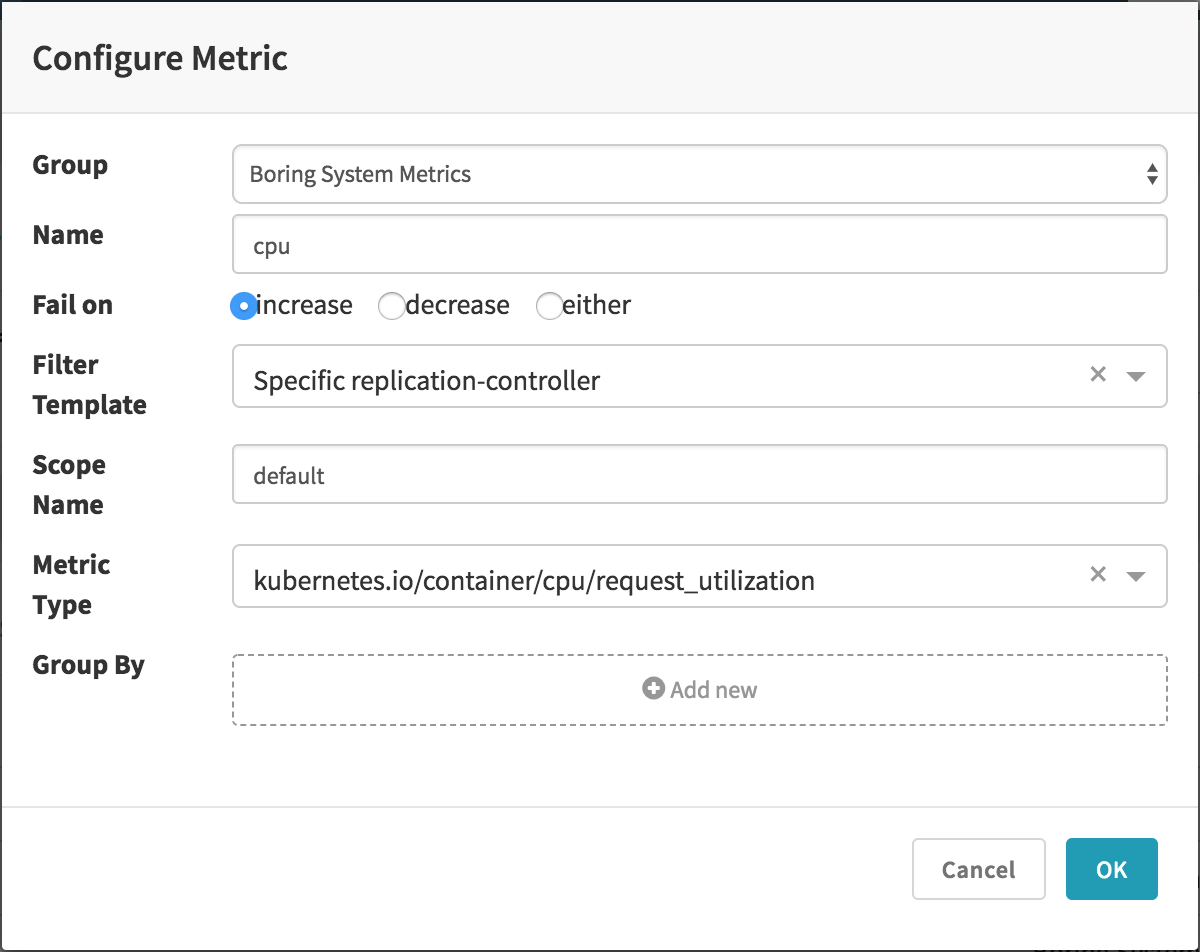 Configure Metric
Group
Boring System Metrics
Name
cpu
Fail on
increase decrease either
Filter
Template
Specific replication-controller
Scope
Name
default
Metric
Type
kubernetes.io/container/cpu/request_utilization
Group By
Add new
Cancel OK